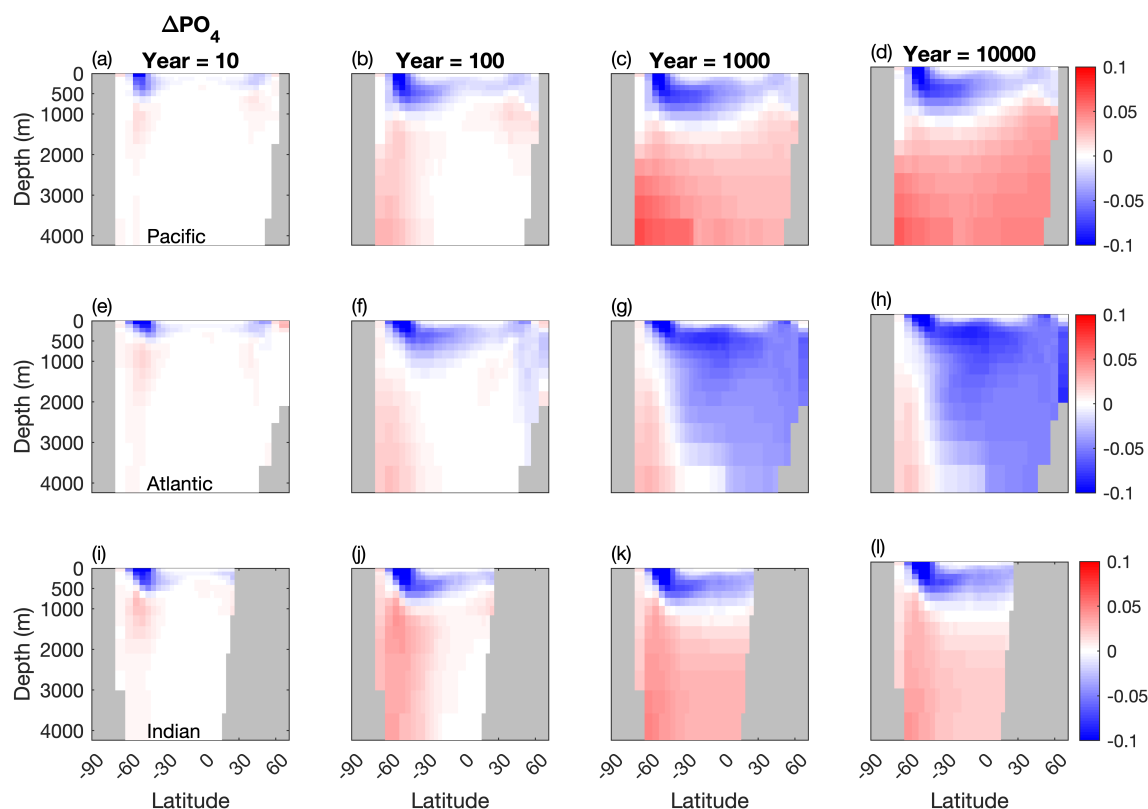 ΔPO4
(a) Year = 10 (b) Year = 100 (c) Year = 1000 (d) Year = 10000
0
500
1000
2000
3000
4000
Depth (m)
Pacific
0.1
0.05
0
-0.05
-0.1
(e) (f) (g) (h)
0
500
1000
2000
3000
4000
Depth (m)
Atlantic
0.1
0.05
0
-0.05
-0.1
(i) (j) (k) (l)
0
500
1000
2000
3000
4000
Depth (m)
Indian
0.1
0.05
0
-0.05
-0.1
-90 -60 -30 0 30 60 -90 -60 -30 0 30 60 -90 -60 -30 0 30 60 -90 -60 -30 0 30 60
Latitude Latitude Latitude Latitude